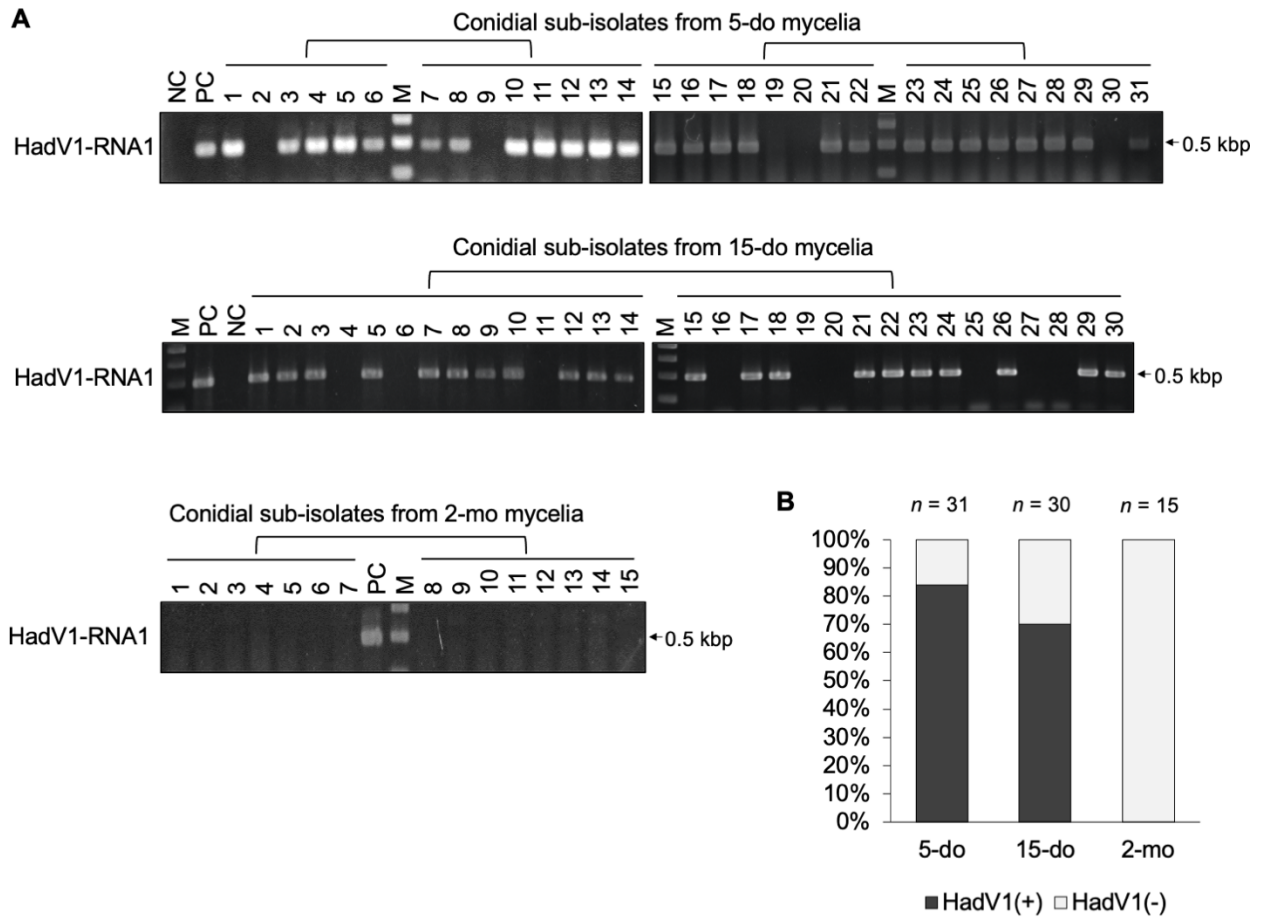 A
Conidial sub-isolates from 5-do mycelia
NC PC 1 2 3 4 5 6 M 7 8 9 10 11 12 13 14 15 16 17 18 19 20 21 22 M 23 24 25 26 27 28 29 30 31
HadV1-RNA1
0.5 kbp
Conidial sub-isolates from 15-do mycelia
M PC NC 1 2 3 4 5 6 7 8 9 10 11 12 13 14 M 15 16 17 18 19 20 21 22 23 24 25 26 27 28 29 30
HadV1-RNA1
0.5 kbp
Conidial sub-isolates from 2-mo mycelia
1 2 3 4 5 6 7 PC M 8 9 10 11 12 13 14 15
HadV1-RNA1
0.5 kbp
B
n = 31 n = 30 n = 15
100%
90%
80%
70%
60%
50%
40%
30%
20%
10%
0%
5-do 15-do 2-mo
HadV1(+) HadV1(-)